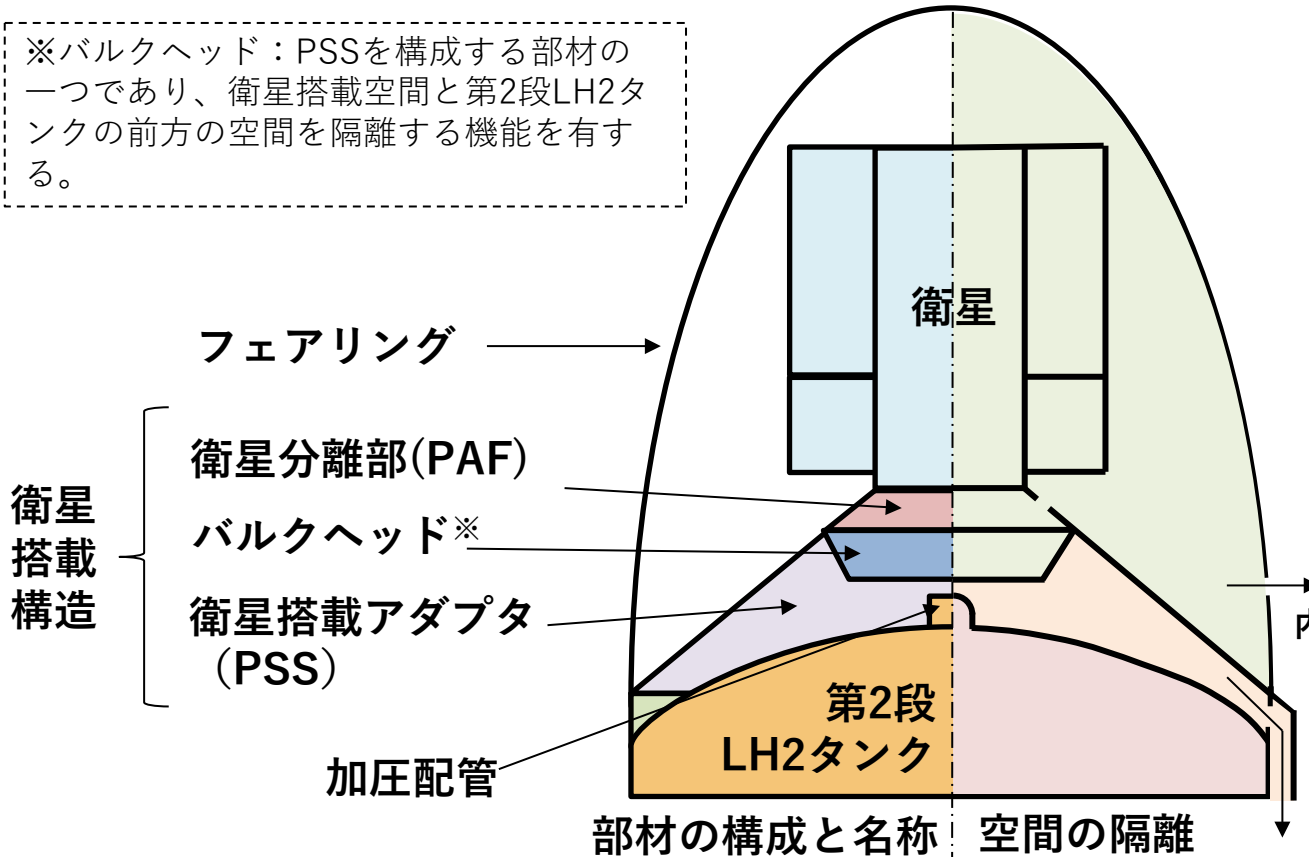 ※バルクヘッド：PSSを構成する部材の
一つであり、衛星搭載空間と第2段LH2タ
ンクの前方の空間を隔離する機能を有す
る。
衛星
フェアリング
衛星分離部(PAF)
バルクヘッド※
衛星搭載アダプタ
（PSS）
衛星
搭載
構造
内
第2段
LH2タンク
加圧配管
部材の構成と名称
空間の隔離